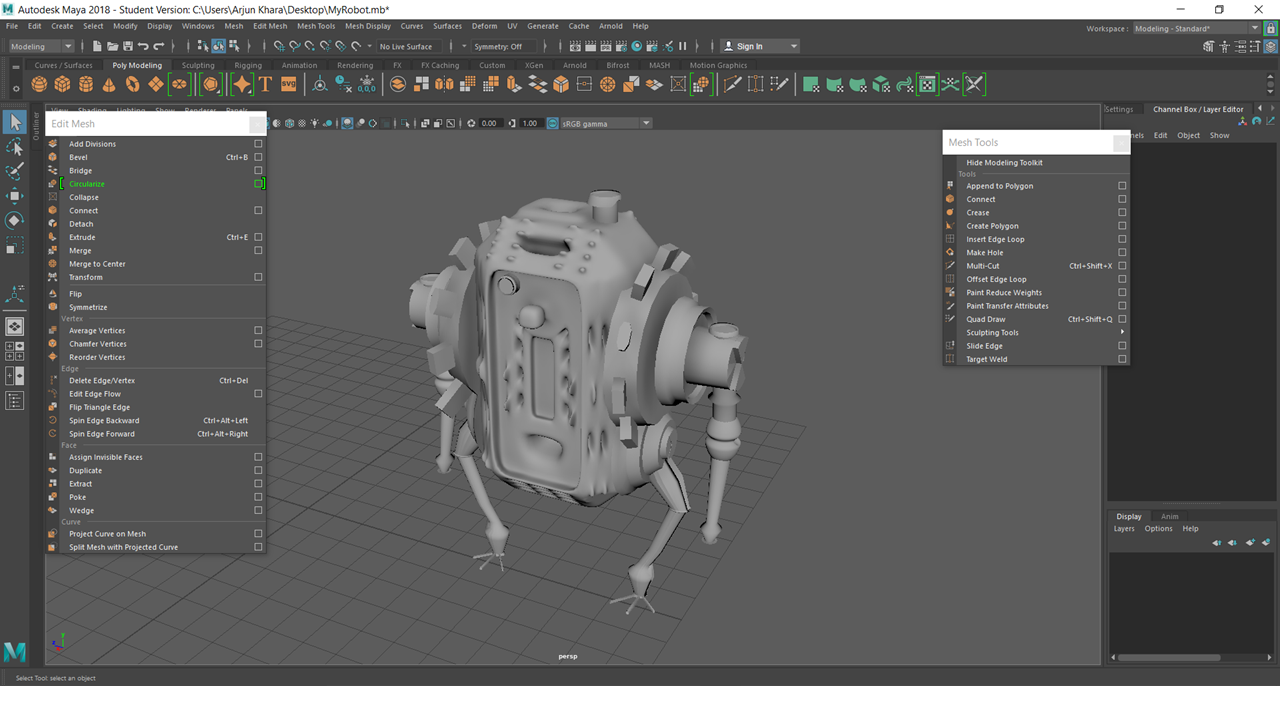 Autodesk Maya 2018 - Student Version: C:\Users\Arjun Khara\Desktop\MyRobot.mb*
File Edit Create Select Modify Display Windows Mesh Edit Mesh Mesh Tools Mesh Display Curves Surfaces Deform UV Generate Cache Arnold Help
Workspace : Modeling - Standard*
Modeling No Live Surface Symmetry: Off Sign In
Curves / Surfaces Poly Modeling Sculpting Rigging Animation Rendering FX FX Caching Custom XGen Arnold Bifrost MASH Motion Graphics
SVG
Outliner
View Shading Lighting Show Renderer Panels
0.00 1.00 sRGB gamma
Settings Channel Box / Layer Editor
Edit Object Show
Edit Mesh
Add Divisions
Bevel Ctrl+B
Bridge
Circularize
Collapse
Connect
Detach
Extrude Ctrl+E
Merge
Merge to Center
Transform
Flip
Symmetrize
Vertex
Average Vertices
Chamfer Vertices
Reorder Vertices
Edge
Delete Edge/Vertex Ctrl+Del
Edit Edge Flow
Flip Triangle Edge
Spin Edge Backward Ctrl+Alt+Left
Spin Edge Forward Ctrl+Alt+Right
Face
Assign Invisible Faces
Duplicate
Extract
Poke
Wedge
Curve
Project Curve on Mesh
Split Mesh with Projected Curve
Mesh Tools
Hide Modeling Toolkit
Tools
Append to Polygon
Connect
Crease
Create Polygon
Insert Edge Loop
Make Hole
Multi-Cut Ctrl+Shift+X
Offset Edge Loop
Paint Reduce Weights
Paint Transfer Attributes
Quad Draw Ctrl+Shift+Q
Sculpting Tools
Slide Edge
Target Weld
Display Anim
Layers Options Help
persp
Select Tool: select an object